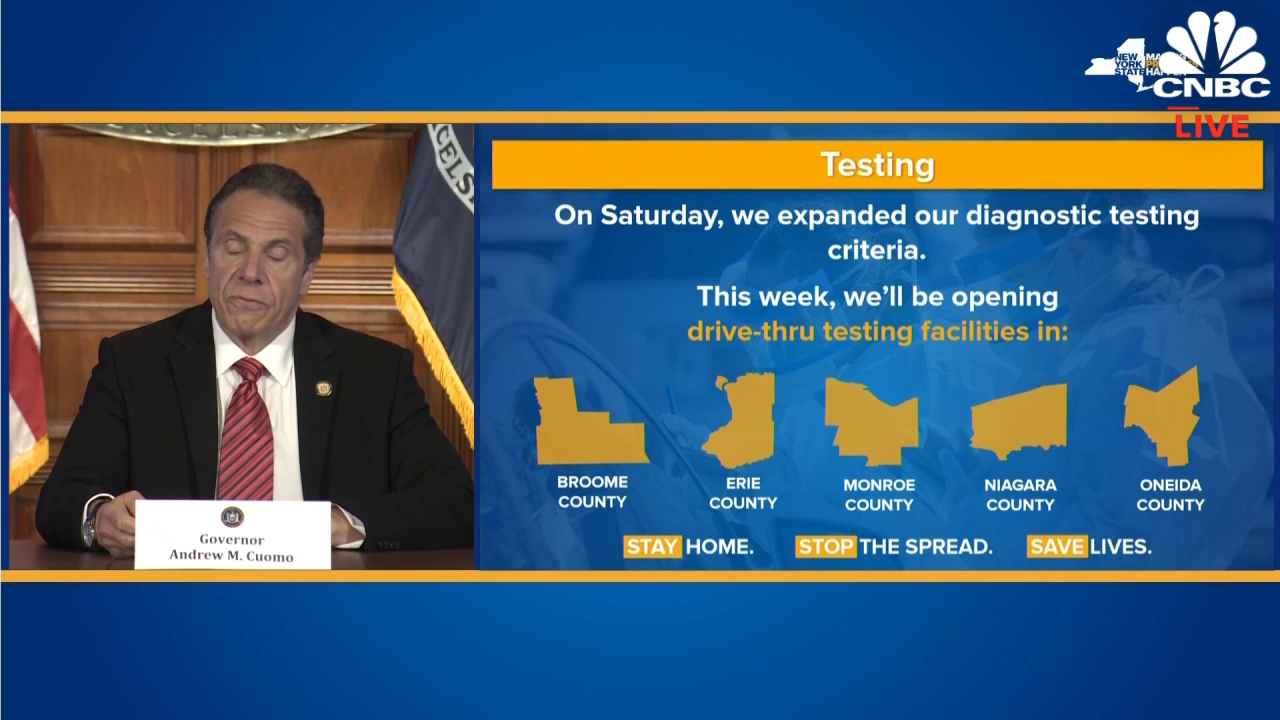 NEW
YORK
STATE
CNBC
LIVE
EXCELSIOR
CELS
Testing
On Saturday, we expanded our diagnostic testing
criteria.
This week, we'll be opening
drive-thru testing facilities in:
BROOME
COUNTY
ERIE
COUNTY
MONROE
COUNTY
NIAGARA
COUNTY
ONEIDA
COUNTY
STAY HOME.
STOP THE SPREAD.
SAVE LIVES.
Governor
Andrew M. Cuomo